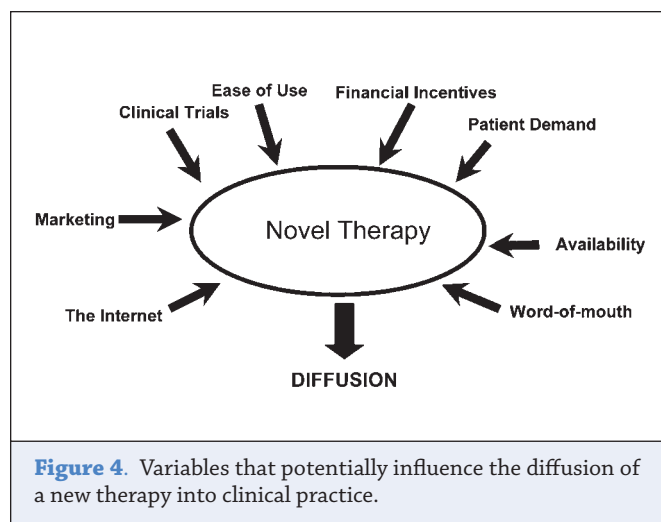 Ease of Use
Financial Incentives
Clinical Trials
Patient Demand
Marketing
Novel Therapy
Availability
The Internet
Word-of-mouth
DIFFUSION
Figure 4. Variables that potentially influence the diffusion of
a new therapy into clinical practice.